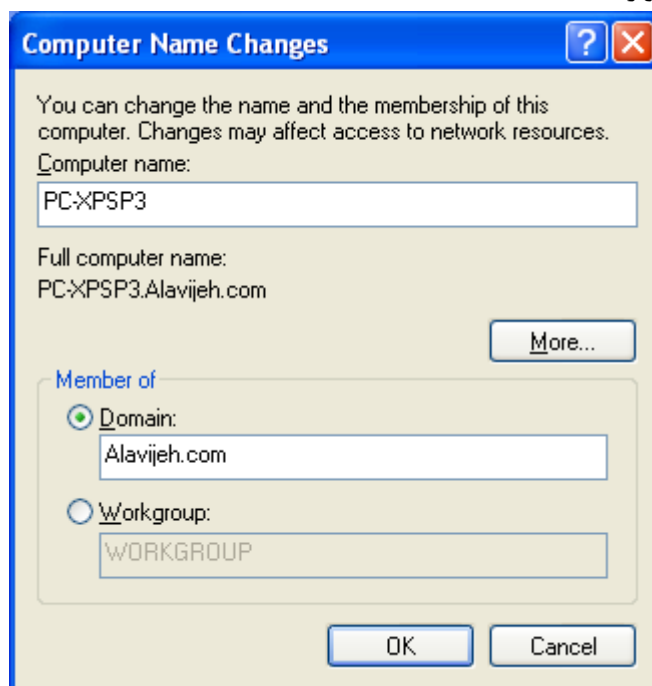 Computer Name Changes
You can change the name and the membership of this
computer. Changes may affect access to network resources.
Computer name:
PC-XPSP3
Full computer name:
PC-XPSP3.Alavijeh.com
More...
Member of
Domain:
Alavijeh.com
Workgroup:
WORKGROUP
OK Cancel